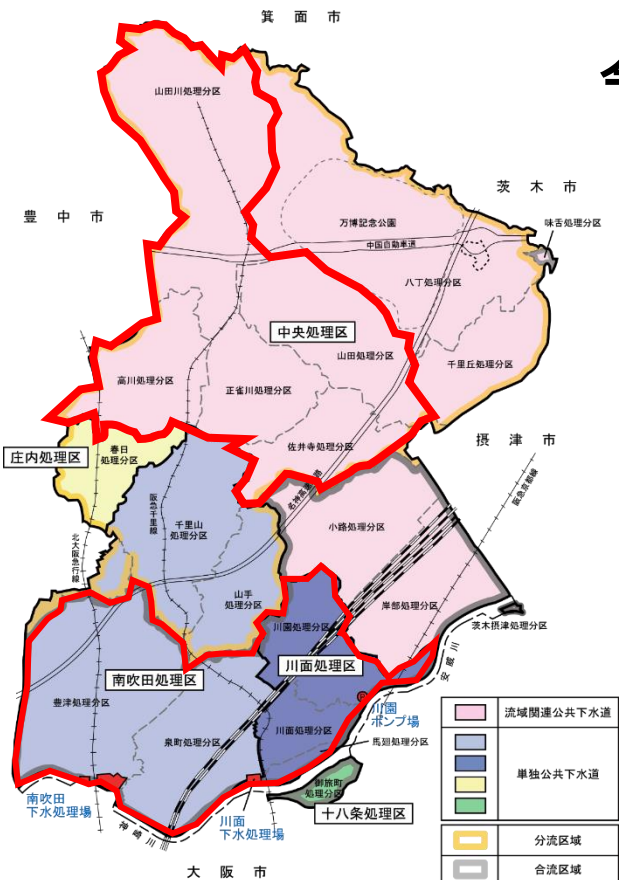 箕面市
山田川処理分区
豊中市
茨木市
味舌処理分区
万博記念公園
中国自動車道
八丁処理分区
中央処理区
山田処理分区
千里丘処理分区
高川処理分区
正雀川処理分区
佐井寺処理分区
摂津市
庄内処理区
春日
処理分区
阪急千里線
名神高速道路
阪急京都線
千里山
処理分区
小路処理分区
北大阪急行線
山手
処理分区
岸部処理分区
茨木摂津処理分区
川園処理分区
安威川
南吹田処理区
川面処理区
豊津処理分区
川園
ポンプ場
P
泉町処理分区
川面処理分区
馬廻処理分区
御旅町
処理分区
南吹田
下水処理場
神崎川
川面
下水処理場
十八条処理区
大阪市
流域関連公共下水道
単独公共下水道
分流区域
合流区域